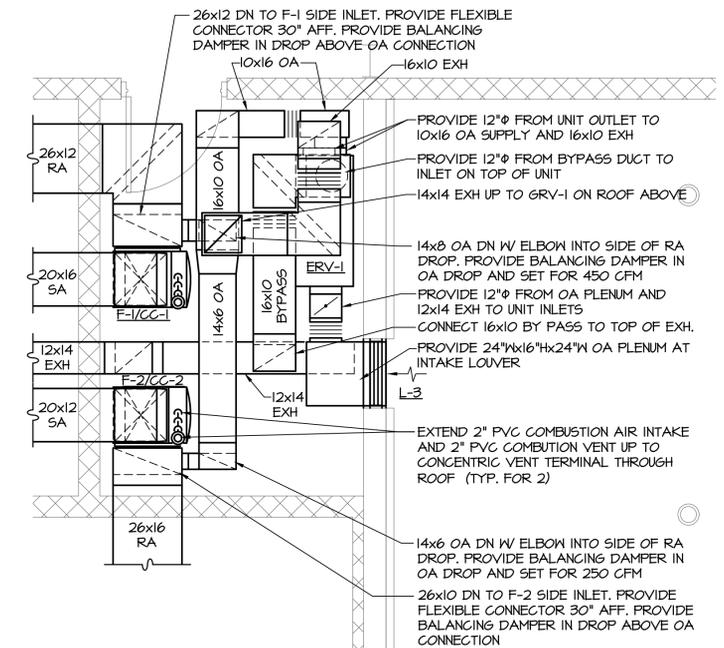 26x12 DN TO F-1 SIDE INLET. PROVIDE FLEXIBLE
CONNECTOR 30" AFF. PROVIDE BALANCING
DAMPER IN DROP ABOVE OA CONNECTION
10x16 OA
16x10 EXH
PROVIDE 12"Φ FROM UNIT OUTLET TO
10x16 OA SUPPLY AND 16x10 EXH
PROVIDE 12"Φ FROM BYPASS DUCT TO
INLET ON TOP OF UNIT
14x14 EXH UP TO GRV-1 ON ROOF ABOVE
14x8 OA DN W/ ELBOW INTO SIDE OF RA
DROP. PROVIDE BALANCING DAMPER IN
OA DROP AND SET FOR 450 CFM
PROVIDE 12"Φ FROM OA PLENUM AND
12x14 EXH TO UNIT INLETS
CONNECT 16x10 BY PASS TO TOP OF EXH.
PROVIDE 24"Wx16"Hx24"W OA PLENUM AT
INTAKE LOUVER
L-3
EXTEND 2" PVC COMBUSTION AIR INTAKE
AND 2" PVC COMBUTION VENT UP TO
CONCENTRIC VENT TERMINAL THROUGH
ROOF (TYP. FOR 2)
14x6 OA DN W/ ELBOW INTO SIDE OF RA
DROP. PROVIDE BALANCING DAMPER IN
OA DROP AND SET FOR 250 CFM
26x10 DN TO F-2 SIDE INLET. PROVIDE
FLEXIBLE CONNECTOR 30" AFF. PROVIDE
BALANCING DAMPER IN DROP ABOVE OA
CONNECTION
26x12
RA
16x10 OA
20x16
SA
F-1/CC-1
ERV-1
14x6 OA
16x10
BYPASS
12x14
EXH
F-2/CC-2
20x12
SA
12x14
EXH
26x16
RA